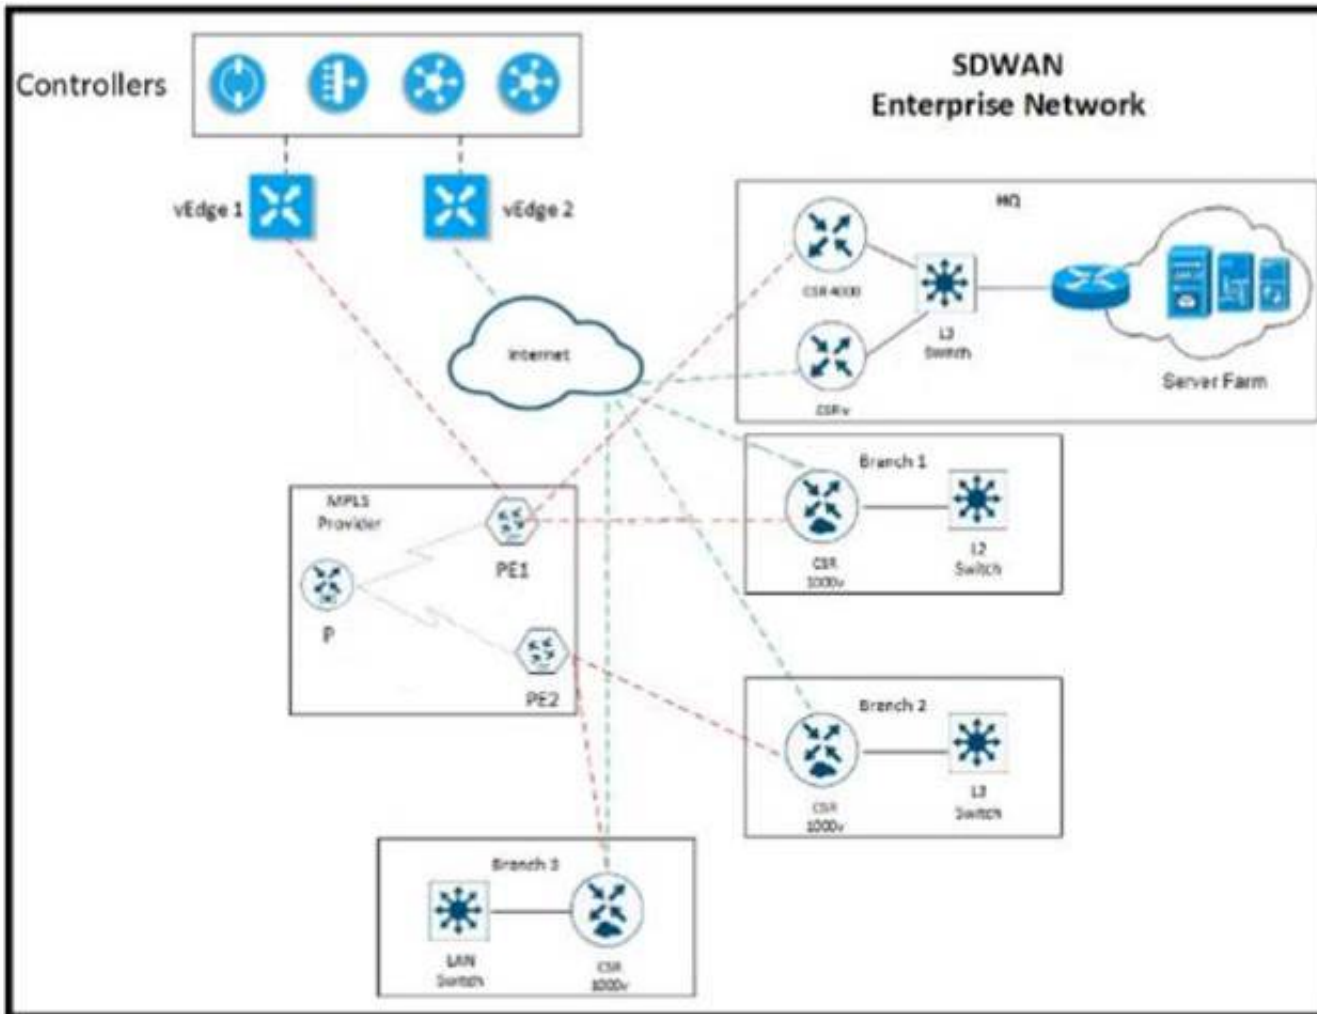 Controllers
SDWAN
Enterprise Network
vEdge 1
vEdge 2
HQ
CSR 4000
CSR v
L3
Switch
Server Farm
Internet
Branch 1
CSR
1000v
L2
Switch
MPLS
Provider
PE1
P
PE2
Branch 2
CSR
1000v
L3
Switch
Branch 3
LAN
Switch
CSR
1000v